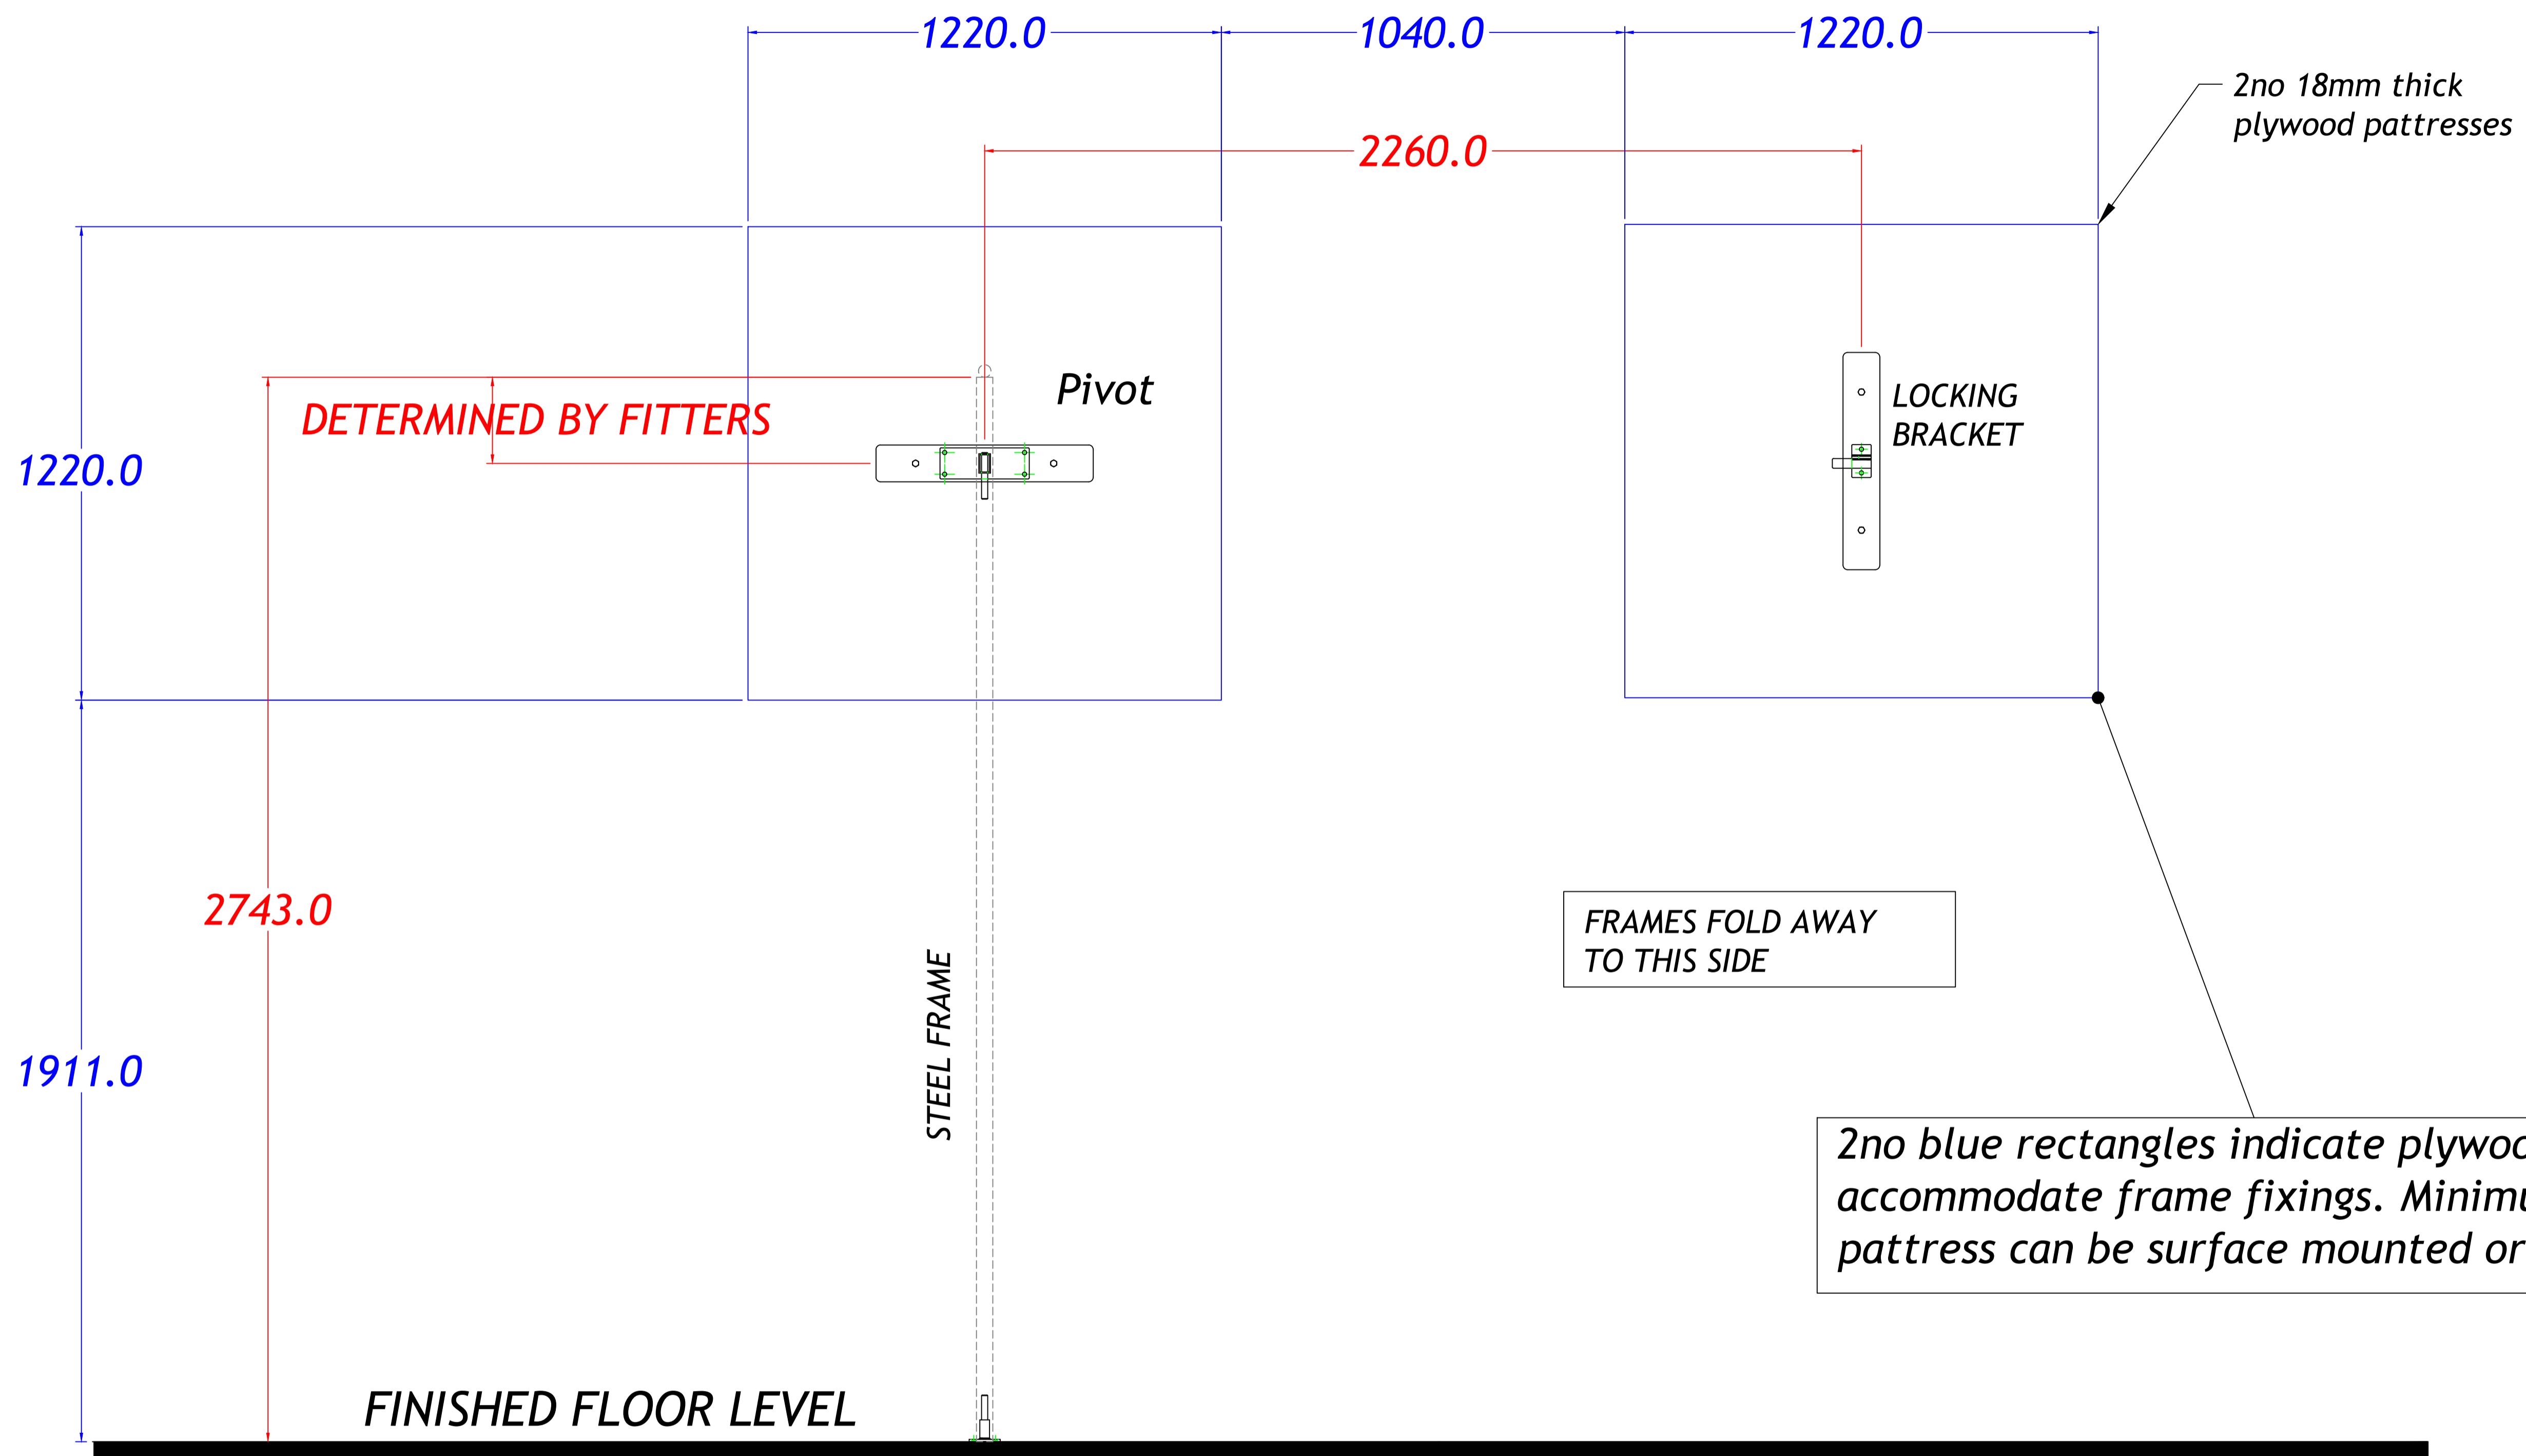 1220.0
1040.0
1220.0
2no 18mm thick
plywood pattresses
2260.0
Pivot
DETERMINED BY FITTERS
LOCKING
BRACKET
1220.0
2743.0
FRAMES FOLD AWAY
TO THIS SIDE
STEEL FRAME
1911.0
2no blue rectangles indicate
accommodate frame fixings.
pattress can be surface mounted or
FINISHED FLOOR LEVEL